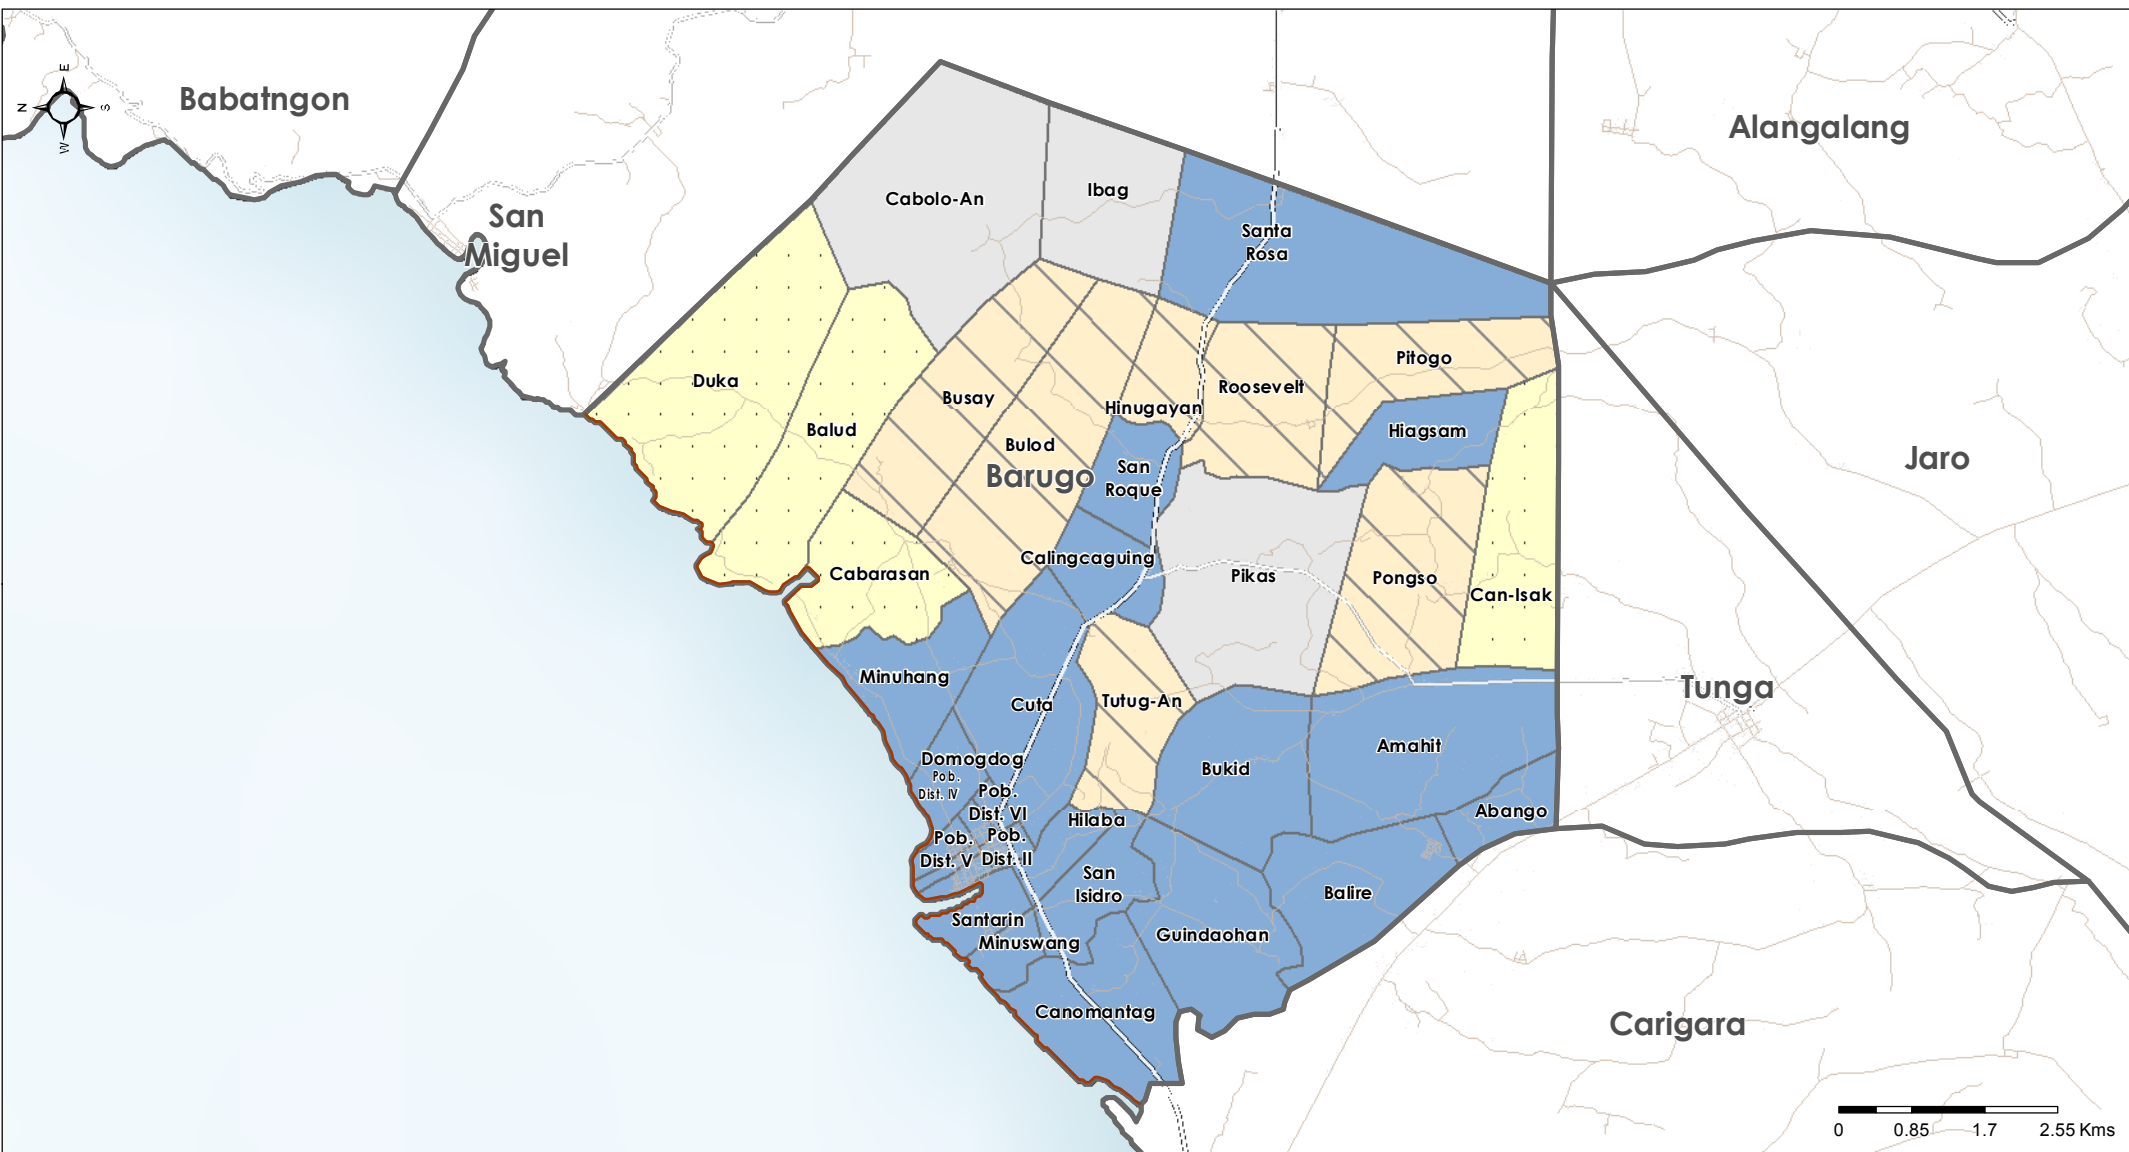 E
N
S
W
Babatngon
Alangalang
San
Miguel
Cabolo-An
Ibag
Santa
Rosa
Duka
Balud
Busay
Bulod
Hinugayan
Roosevelt
Pitogo
Hiagsam
Barugo
San
Roque
Jaro
Cabarasan
Calingcaguing
Pikas
Pongso
Can-Isak
Minuhang
Cuta
Tutug-An
Tunga
Domogdog
Pob.
Dist. IV
Pob.
Dist. VI
Bukid
Amahit
Abango
Hilaba
Pob.
Dist. V
Pob.
Dist. II
San
Isidro
Balire
Santarin
Minuswang
Guindaohan
Canomantag
Carigara
0 0.85 1.7 2.55 Kms